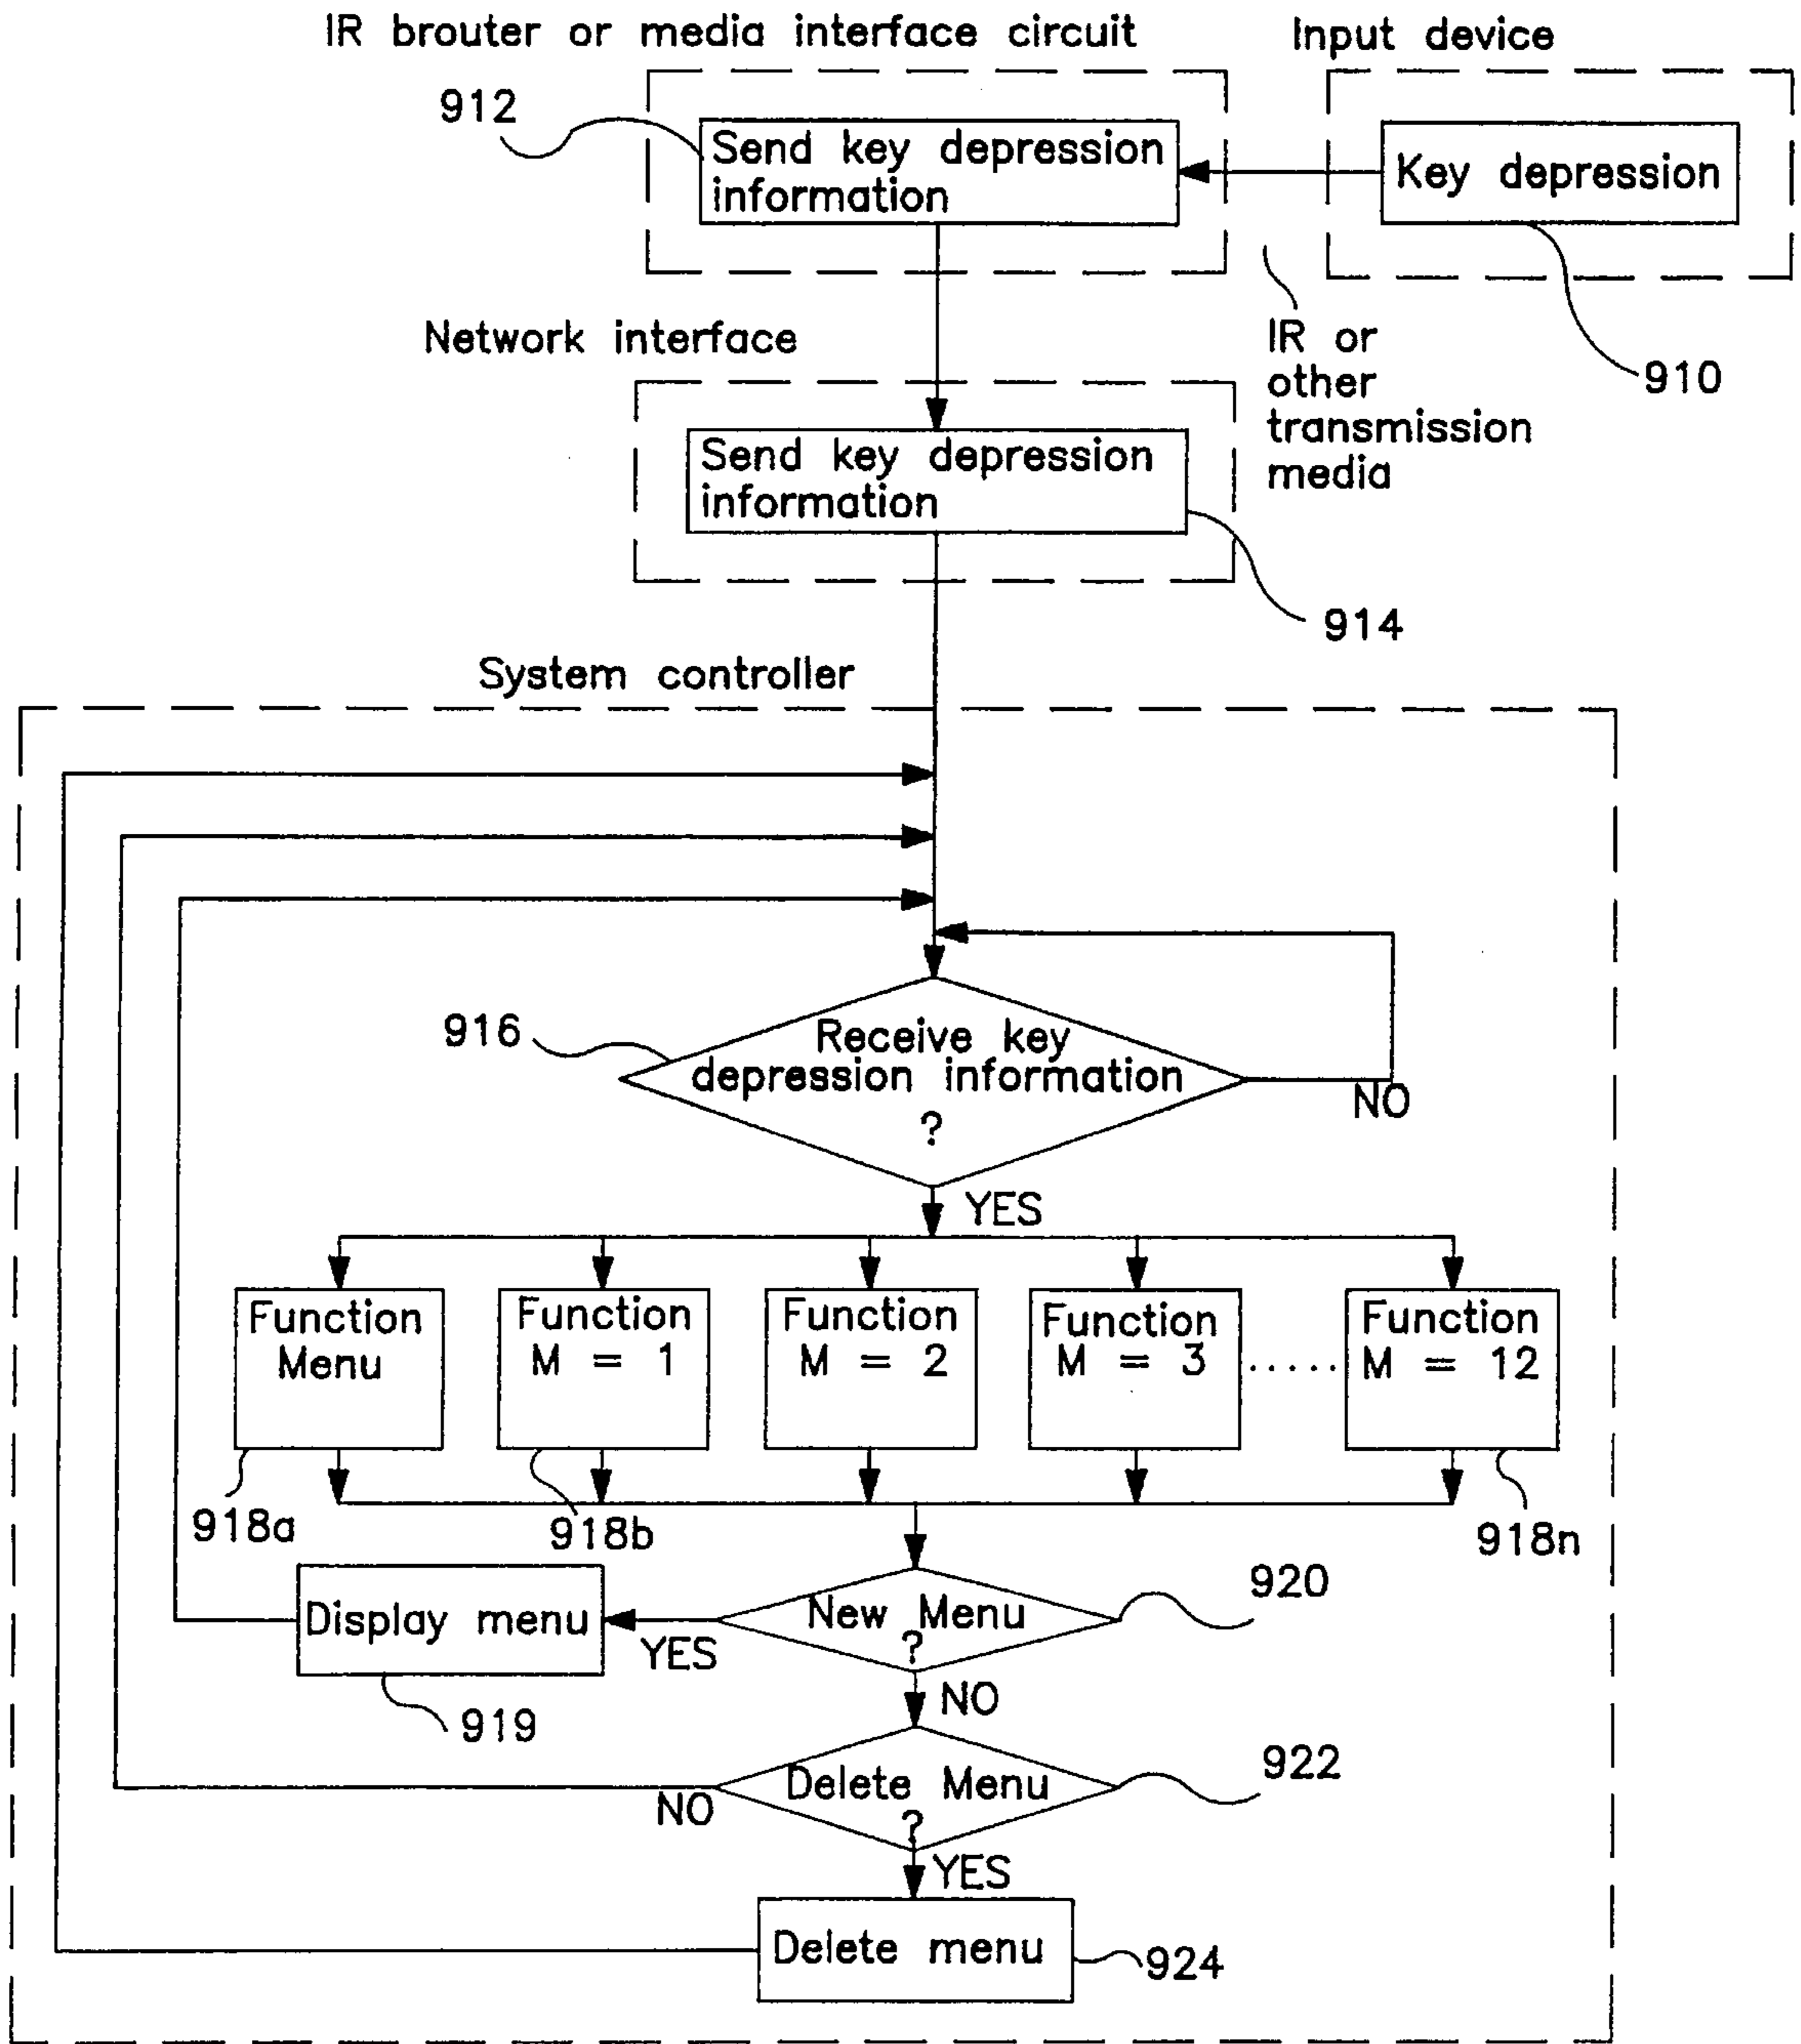 IR brouter or media interface circuit
Input device
912
Send key depression
information
Key depression
Network interface
IR or
other
transmission
media
910
Send key depression
information
914
System controller
916
Receive key
depression information
?
NO
YES
Function
Menu
Function
M = 1
Function
M = 2
Function
M = 3
.....
Function
M = 12
918a
918b
918n
Display menu
YES
New Menu
?
920
919
NO
Delete Menu
?
922
NO
YES
Delete menu
924